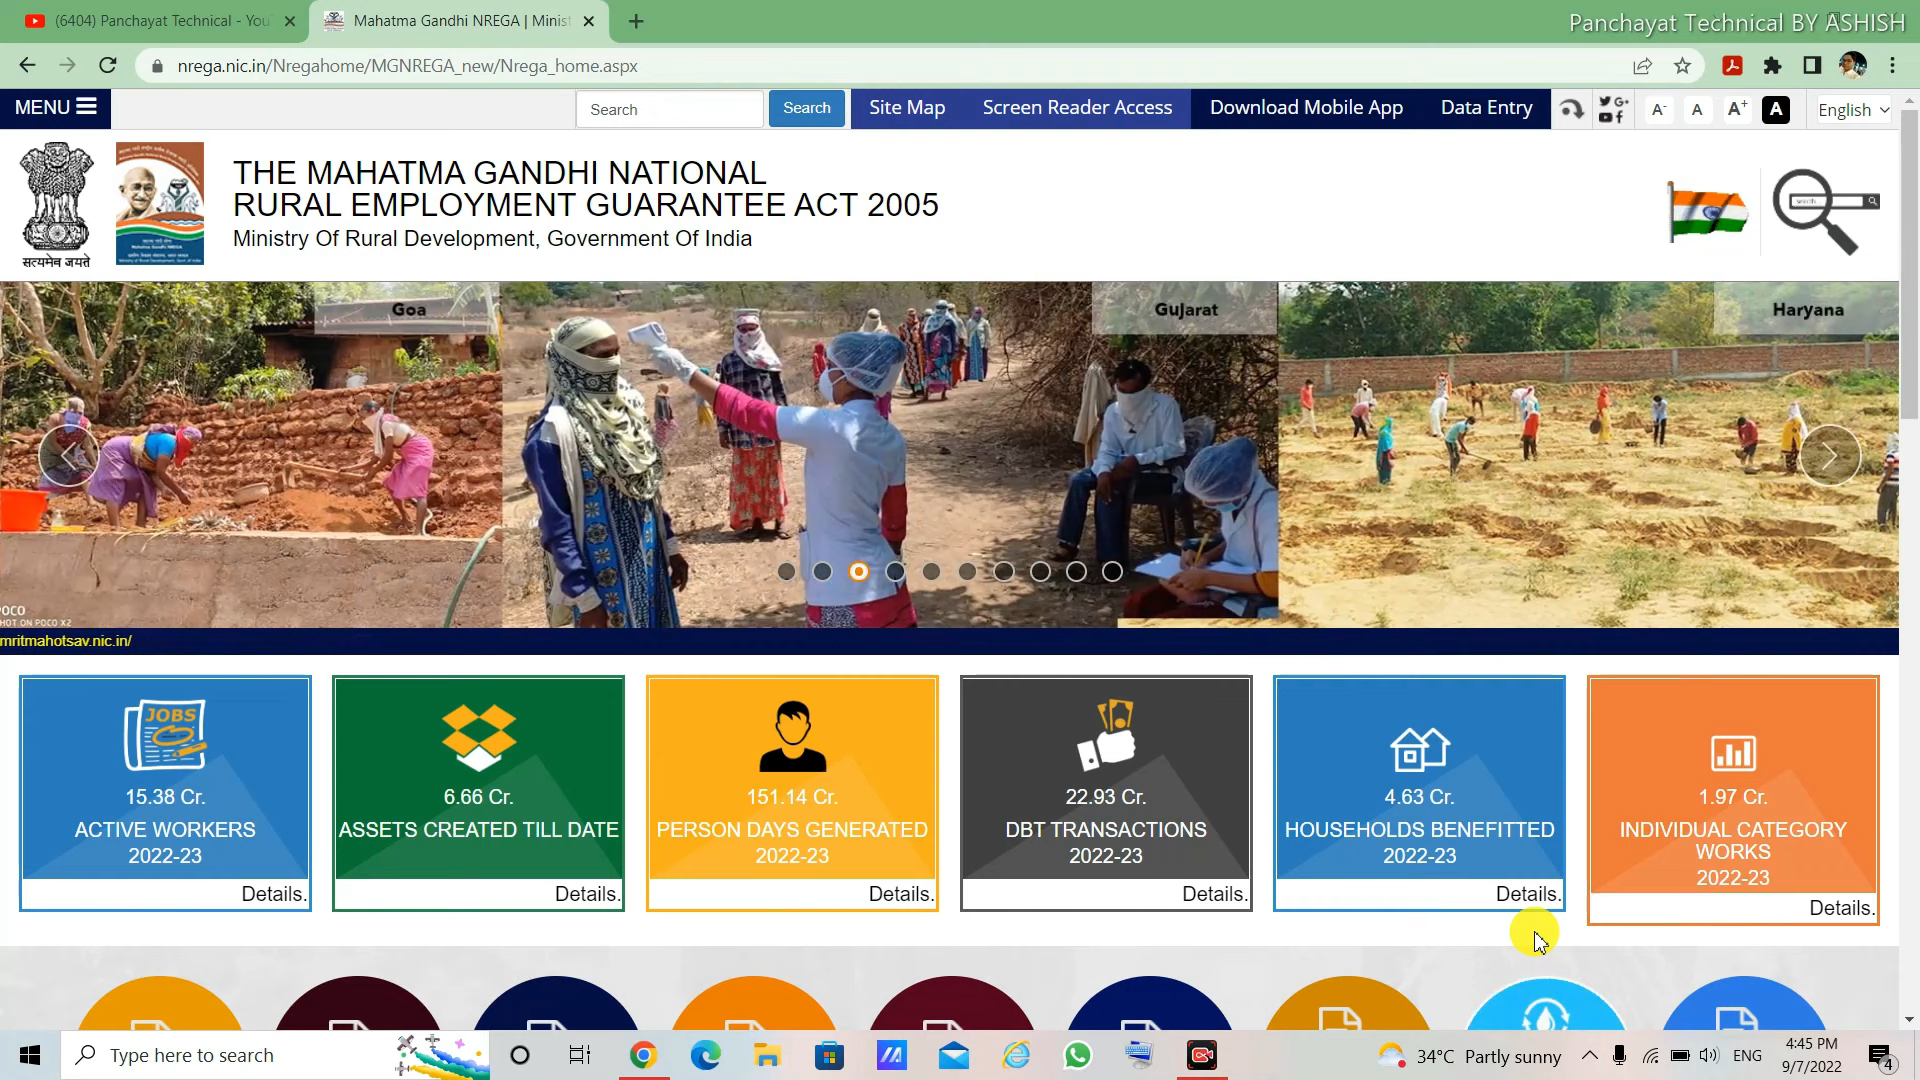 (6404) Panchayat Technical - You
Mahatma Gandhi NREGA | Minist
Panchayat Technical BY ASHISH
nrega.nic.in/Nregahome/MGNREGA_new/Nrega_home.aspx
MENU
Search
Search
Site Map
Screen Reader Access
Download Mobile App
Data Entry
A-
A
A+
A
English
सत्यमेव जयते
THE MAHATMA GANDHI NATIONAL
RURAL EMPLOYMENT GUARANTEE ACT 2005
Ministry Of Rural Development, Government Of India
Goa
Gujarat
Haryana
POCO
HOT ON POCO X2
mritmahotsav.nic.in/
JOBS
15.38 Cr.
ACTIVE WORKERS
2022-23
Details.
6.66 Cr.
ASSETS CREATED TILL DATE
Details.
151.14 Cr.
PERSON DAYS GENERATED
2022-23
Details.
22.93 Cr.
DBT TRANSACTIONS
2022-23
Details.
4.63 Cr.
HOUSEHOLDS BENEFITTED
2022-23
Details.
1.97 Cr.
INDIVIDUAL CATEGORY
WORKS
2022-23
Details.
Type here to search
34°C Partly sunny
ENG
4:45 PM
9/7/2022
4